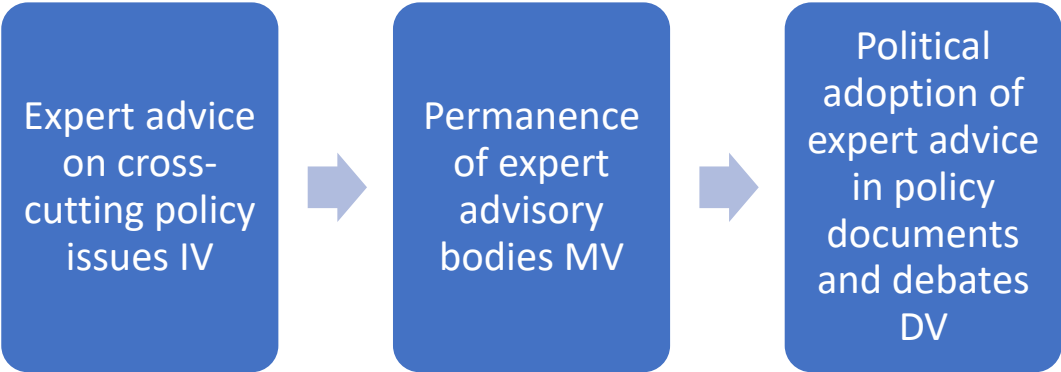 Expert advice
on cross-
cutting policy
issues IV
Permanence
of expert
advisory
bodies MV
Political
adoption of
expert advice
in policy
documents
and debates
DV